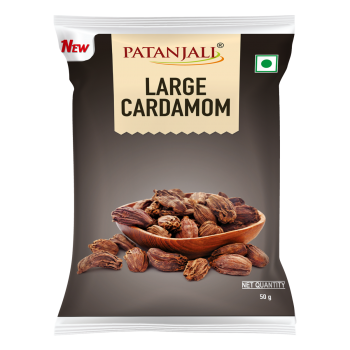 New
PATANJALI®
LARGE
CARDAMOM
NET QUANTITY
50 g